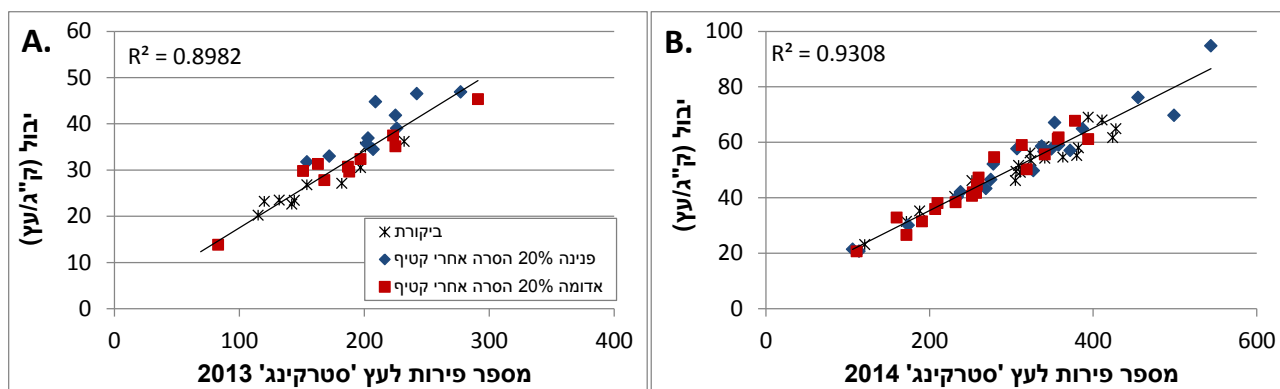 A.
R² = 0.8982
60
50
40
30
20
10
0
0 100 200 300 400
יבול (ק"ג/עץ)
מספר פירות לעץ 'סטרקינג' 2013
ביקורת
פנינה 20% הסרה אחרי קטיף
אדומה 20% הסרה אחרי קטיף
B.
R² = 0.9308
100
80
60
40
20
0
0 200 400 600
יבול (ק"ג/עץ)
מספר פירות לעץ 'סטרקינג' 2014